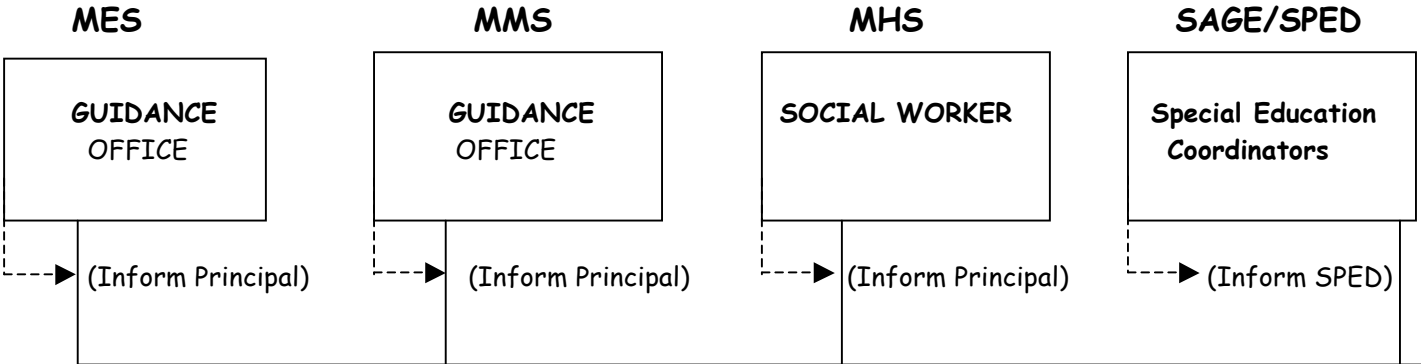 MES MMS MHS SAGE/SPED
GUIDANCE
OFFICE
GUIDANCE
OFFICE
SOCIAL WORKER
Special Education
Coordinators
(Inform Principal) (Inform Principal) (Inform Principal) (Inform SPED)